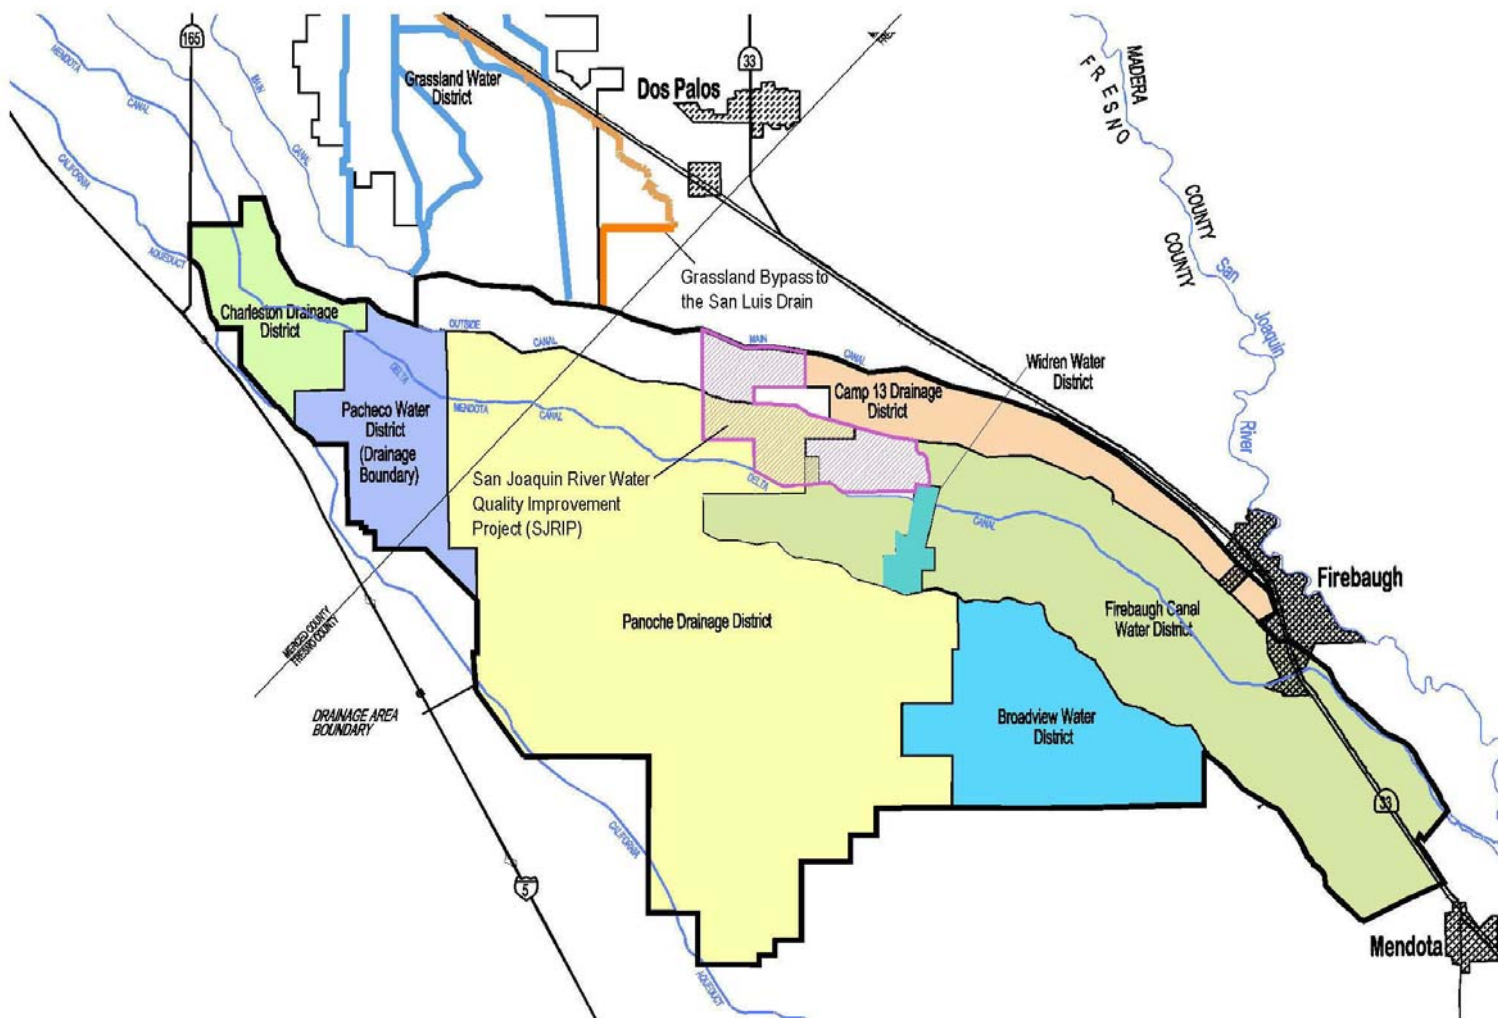 165
MENDOTA
CANAL
MAIN
CANAL
CALIFORNIA
AQUEDUCT
Grassland Water
District
Dos Palos
33
MADERA
FRESNO
COUNTY
COUNTY
San
Joaquin
River
Grassland Bypass to
the San Luis Drain
Charleston Drainage
District
OUTSIDE
CANAL
MAIN
CANAL
Widren Water
District
DELTA
MENDOTA
CANAL
Camp 13 Drainage
District
Pacheco Water
District
(Drainage
Boundary)
San Joaquin River Water
Quality Improvement
Project (SJRIP)
DELTA
CANAL
Firebaugh
Panoche Drainage District
Firebaugh Canal
Water District
MERCED COUNTY
FRESNO COUNTY
DRAINAGE AREA
BOUNDARY
Broadview Water
District
33
CALIFORNIA
5
Mendota
AQUEDUCT